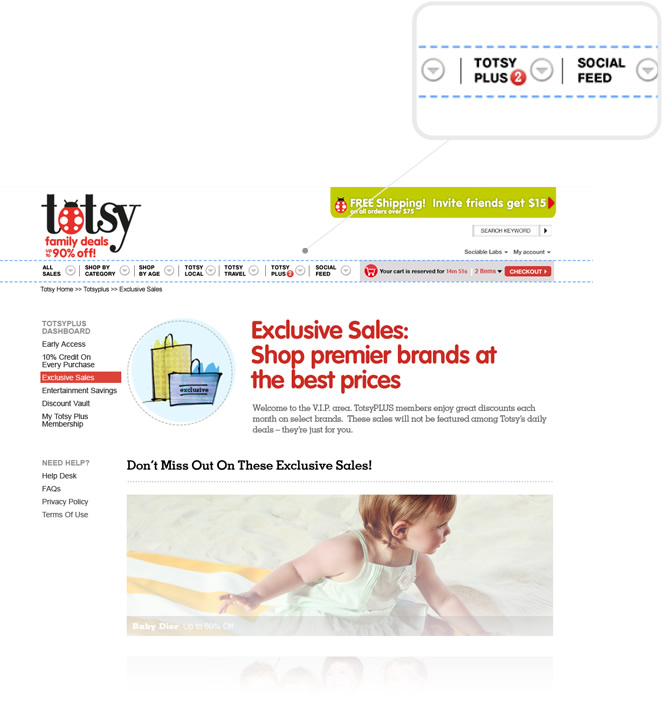 TOTSY
PLUS 2
SOCIAL
FEED
totsy
family deals
up to 90% off!
FREE Shipping! Invite friends get $15
on all orders over $75
SEARCH KEYWORD
Sociable Labs My account
ALL
SALES
SHOP BY
CATEGORY
SHOP
BY AGE
TOTSY
LOCAL
TOTSY
TRAVEL
TOTSY
PLUS 2
SOCIAL
FEED
Your cart is reserved for 14m 51s 2 Items CHECKOUT
Totsy Home >> Totsyplus >> Exclusive Sales
TOTSYPLUS
DASHBOARD
Early Access
10% Credit On
Every Purchase
Exclusive Sales
Entertainment Savings
Discount Vault
My Totsy Plus
Membership
exclusive
Exclusive Sales:
Shop premier brands at
the best prices
Welcome to the V.I.P. area. TotsyPLUS members enjoy great discounts each
month on select brands. These sales will not be featured among Totsy's daily
deals – they're just for you.
NEED HELP?
Help Desk
FAQs
Privacy Policy
Terms Of Use
Don't Miss Out On These Exclusive Sales!
Baby Dior Up to 60% Off